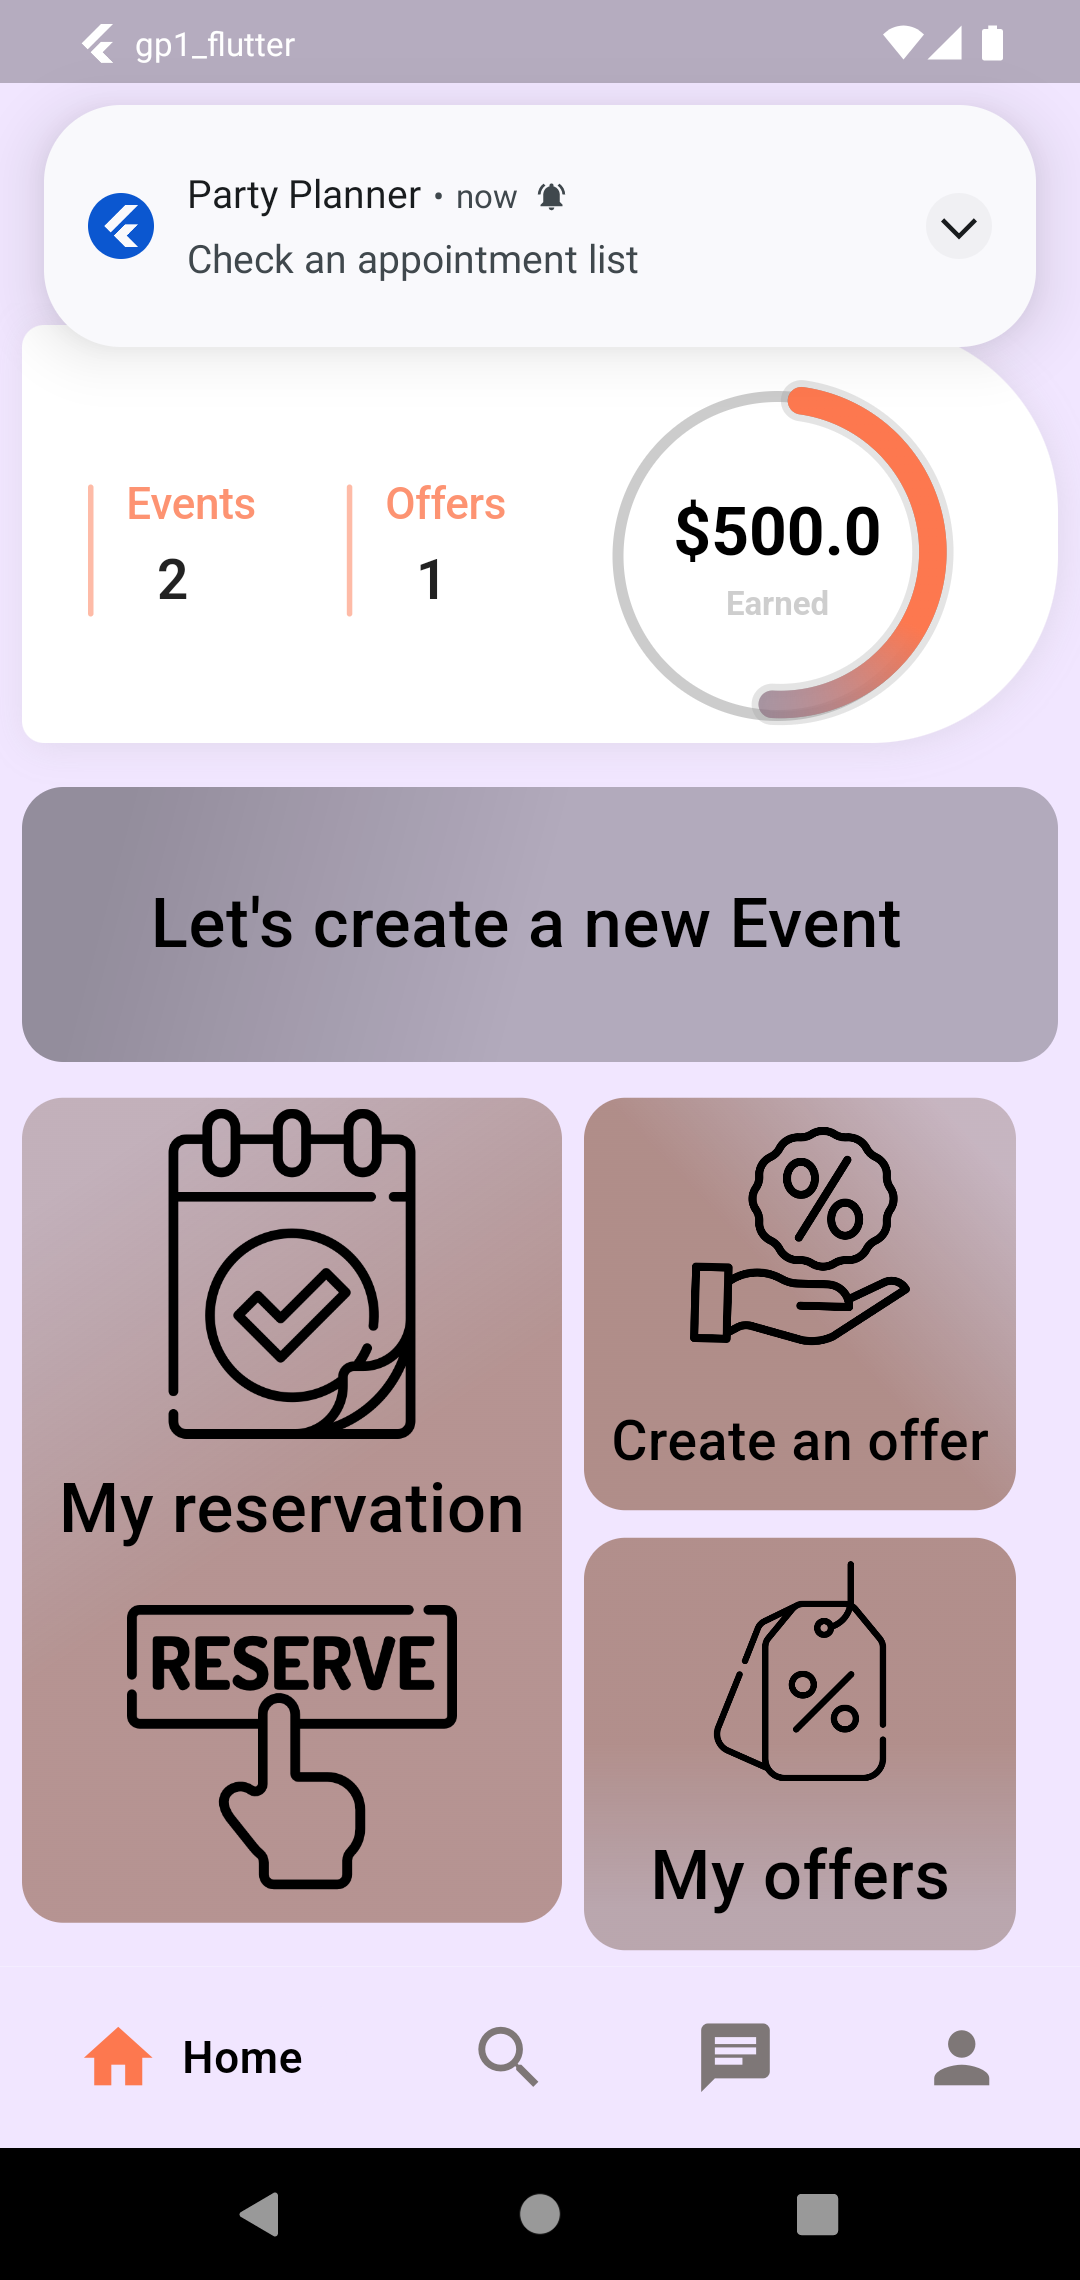 gp1_flutter
Party Planner • now
Check an appointment list
Events
2
Offers
1
$500.0
Earned
Let's create a new Event
My reservation
RESERVE
Create an offer
My offers
Home